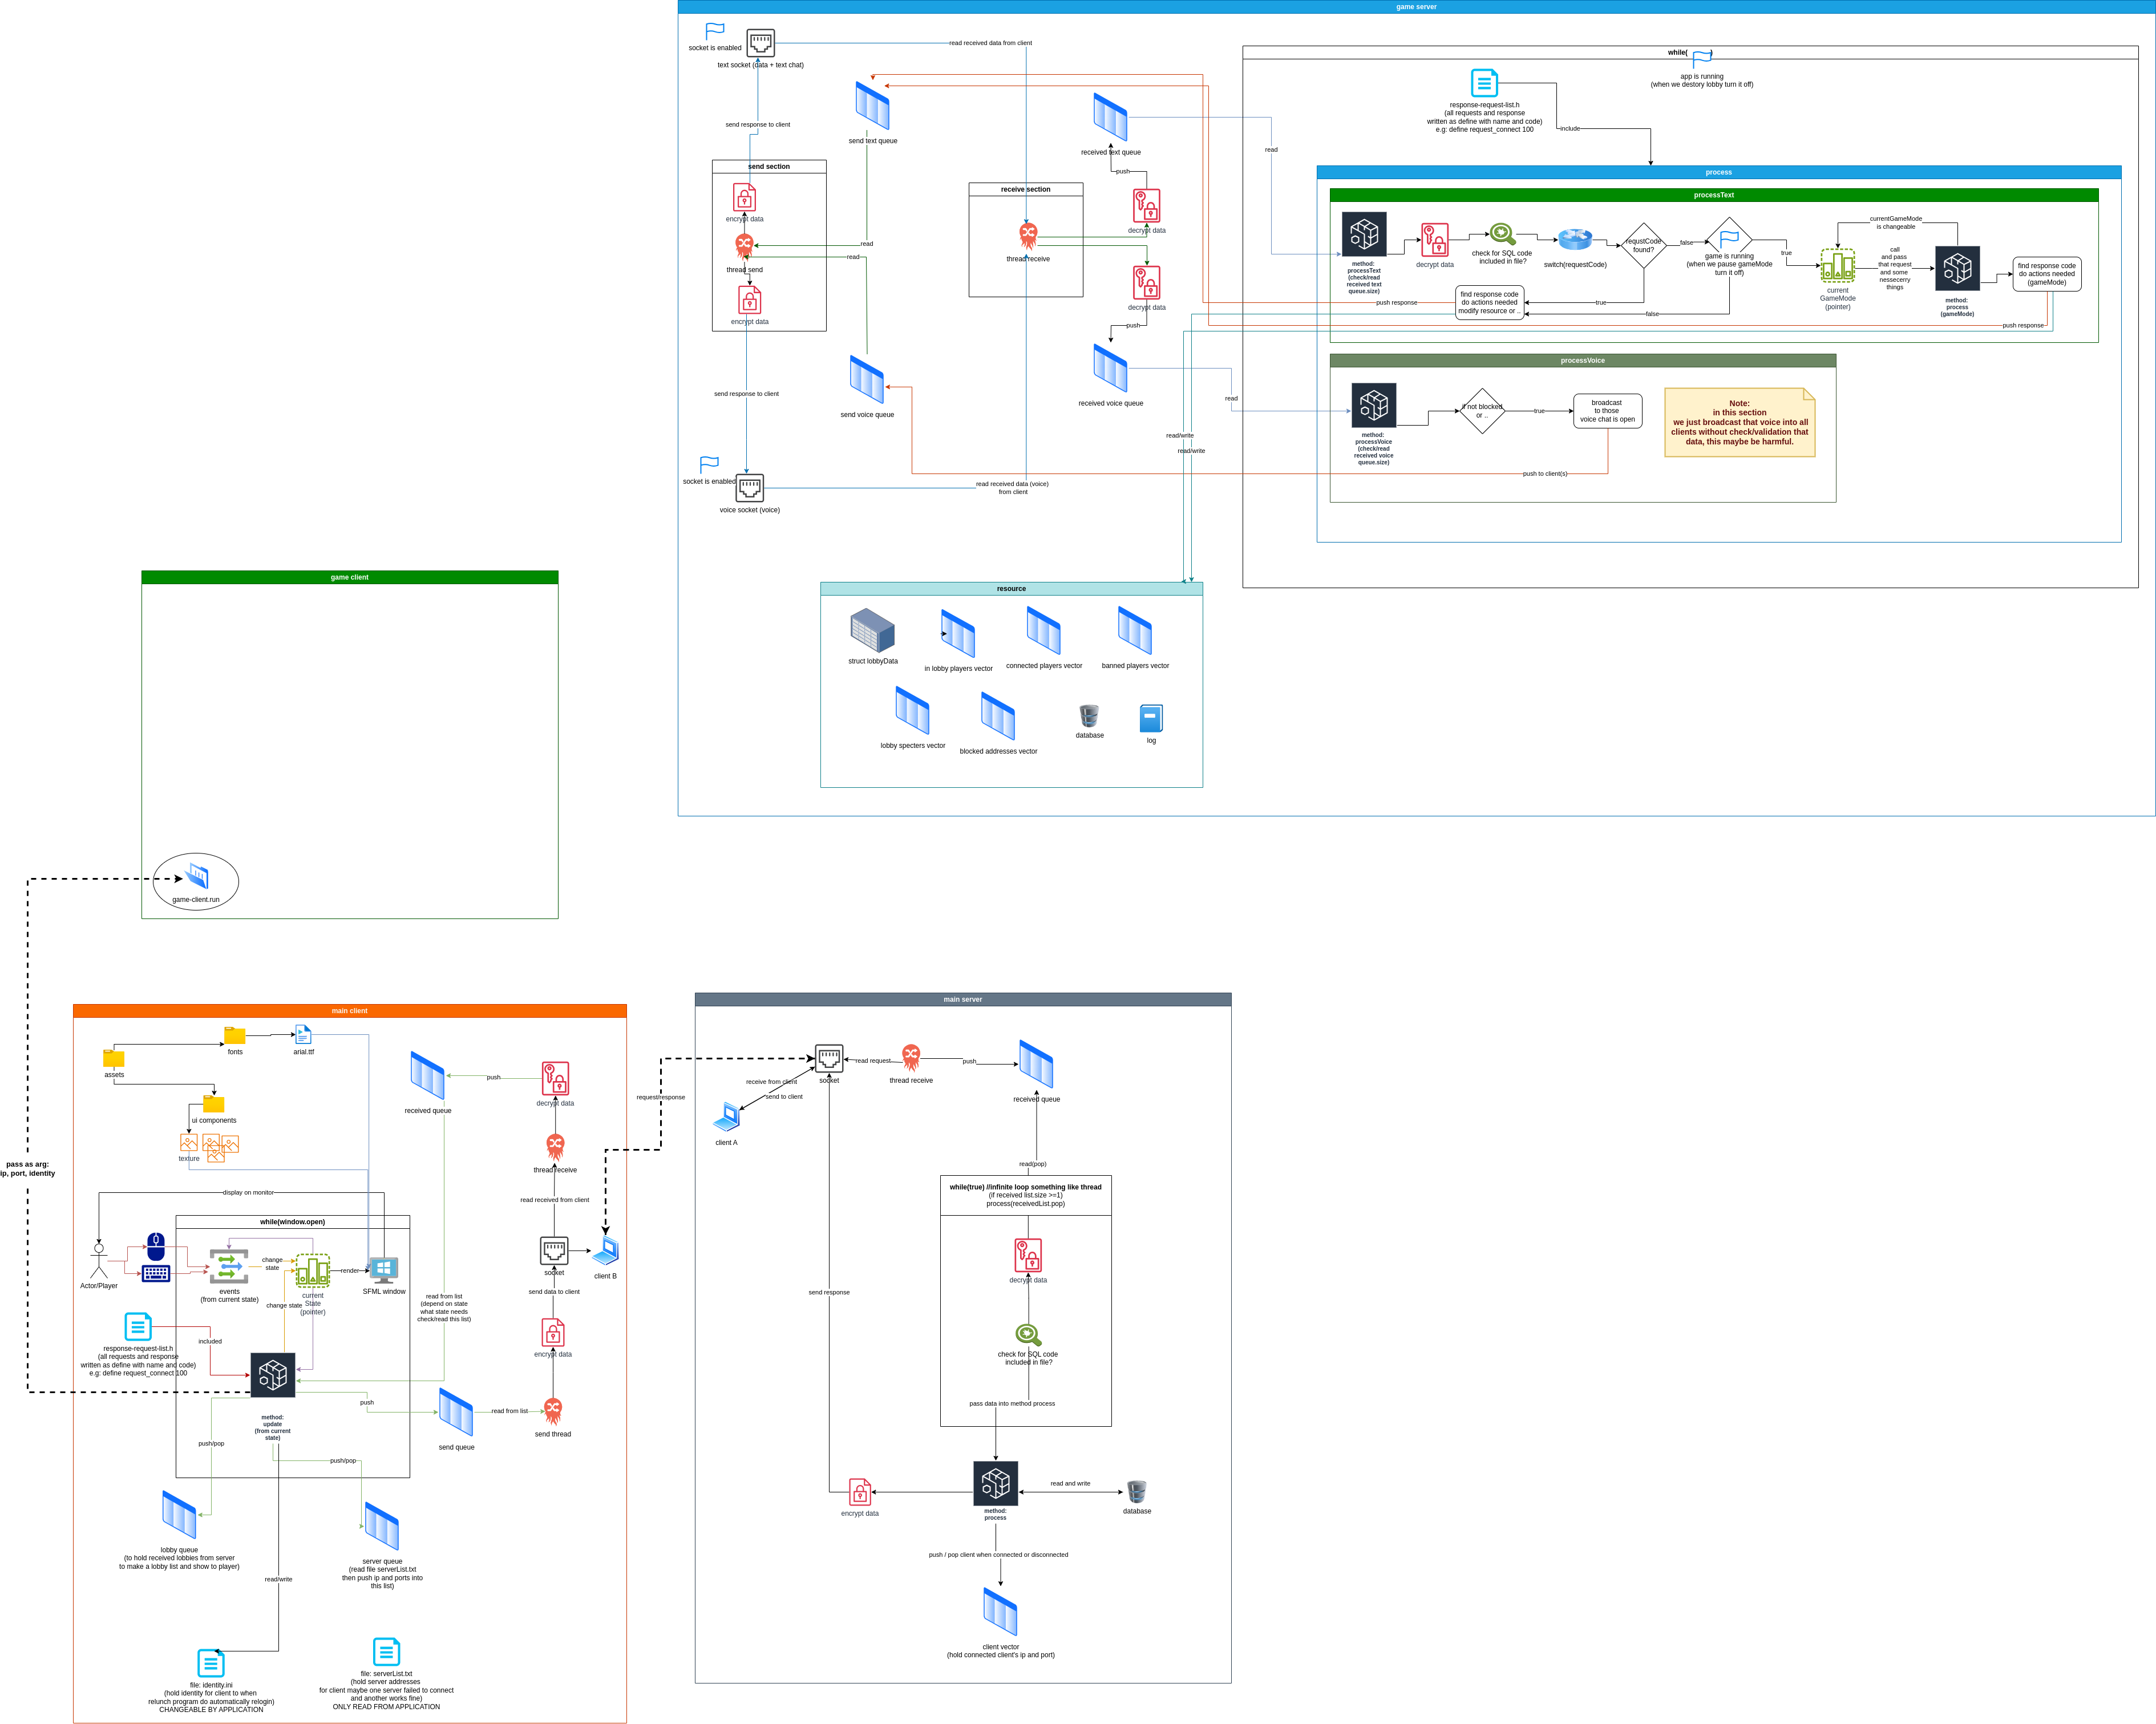 game server
socket is enabled
text socket (data + text chat)
read received data from client
send response to client
send text queue
send section
encrypt data
thread send
encrypt data
read
read
send response to client
send voice queue
socket is enabled
voice socket (voice)
read received data (voice)
from client
receive section
thread receive
received text queue
push
decrypt data
decrypt data
push
received voice queue
read
read
while( )
app is running
(when we destory lobby turn it off)
response-request-list.h
(all requests and response
written as define with name and code)
e.g: define request_connect 100
include
process
processText
method:
processText
(check/read
received text
queue.size)
decrypt data
check for SQL code
included in file?
switch(requestCode)
requstCode
found?
false
game is running
(when we pause gameMode
turn it off)
true
currentGameMode
is changeable
current
GameMode
(pointer)
call
and pass
that request
and some
nessecerry
things
method:
process
(gameMode)
find response code
do actions needed
(gameMode)
push response
find response code
do actions needed
modify resource or ..
true
false
push response
read/write
read/write
processVoice
method:
processVoice
(check/read
received voice
queue.size)
if not blocked
or ..
true
broadcast
to those
voice chat is open
push to client(s)
Note:
in this section
we just broadcast that voice into all
clients without check/validation that
data, this maybe be harmful.
resource
struct lobbyData
in lobby players vector
connected players vector
banned players vector
lobby specters vector
blocked addresses vector
database
log
game client
game-client.run
pass as arg:
ip, port, identity
main client
assets
fonts
arial.ttf
ui components
texture
display on monitor
received queue
push
decrypt data
thread receive
read received from client
socket
client B
send data to client
encrypt data
send thread
read from list
send queue
push
read from list
(depend on state
what state needs
check/read this list)
while(window.open)
Actor/Player
events
(from current state)
change
state
current
State
(pointer)
render
SFML window
change state
response-request-list.h
(all requests and response
written as define with name and code)
e.g: define request_connect 100
included
method:
update
(from current
state)
push/pop
push/pop
lobby queue
(to hold received lobbies from server
to make a lobby list and show to player)
server queue
(read file serverList.txt
then push ip and ports into
this list)
read/write
file: identity.ini
(hold identity for client to when
relunch program do automatically relogin)
CHANGEABLE BY APPLICATION
file: serverList.txt
(hold server addresses
for client maybe one server failed to connect
and another works fine)
ONLY READ FROM APPLICATION
request/response
main server
socket
read request
thread receive
push
received queue
receive from client
send to client
client A
read(pop)
while(true) //infinite loop something like thread
(if received list.size >=1)
process(receivedList.pop)
decrypt data
check for SQL code
included in file?
send response
pass data into method process
encrypt data
method:
process
read and write
database
push / pop client when connected or disconnected
client vector
(hold connected client's ip and port)